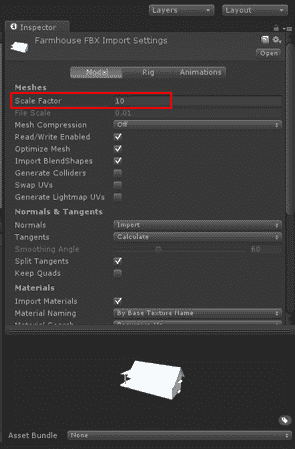 Layers Layout
Inspector
Farmhouse FBX Import Settings
Open
Model Rig Animations
Meshes
Scale Factor 10
File Scale 0.01
Mesh Compression Off
Read/Write Enabled
Optimize Mesh
Import BlendShapes
Generate Colliders
Swap UVs
Generate Lightmap UVs
Normals & Tangents
Normals Import
Tangents Calculate
Smoothing Angle 60
Split Tangents
Keep Quads
Materials
Import Materials
Material Naming By Base Texture Name
Material Search Recursive-Up
Asset Bundle None